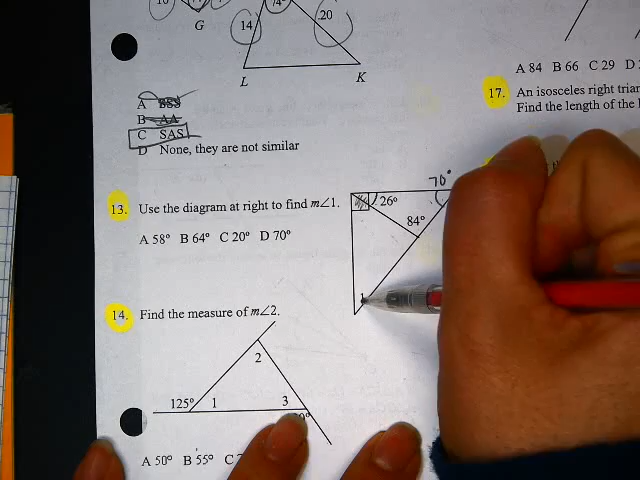 G
14
20
L
K
A SSS
B AA
C SAS
D None, they are not similar
A 84 B 66 C 29 D
17. An isosceles right
Find the length of the
13. Use the diagram at right to find m∠1.
A 58° B 64° C 20° D 70°
70°
26°
84°
1
14. Find the measure of m∠2.
2
125° 1 3
A 50° B 55° C